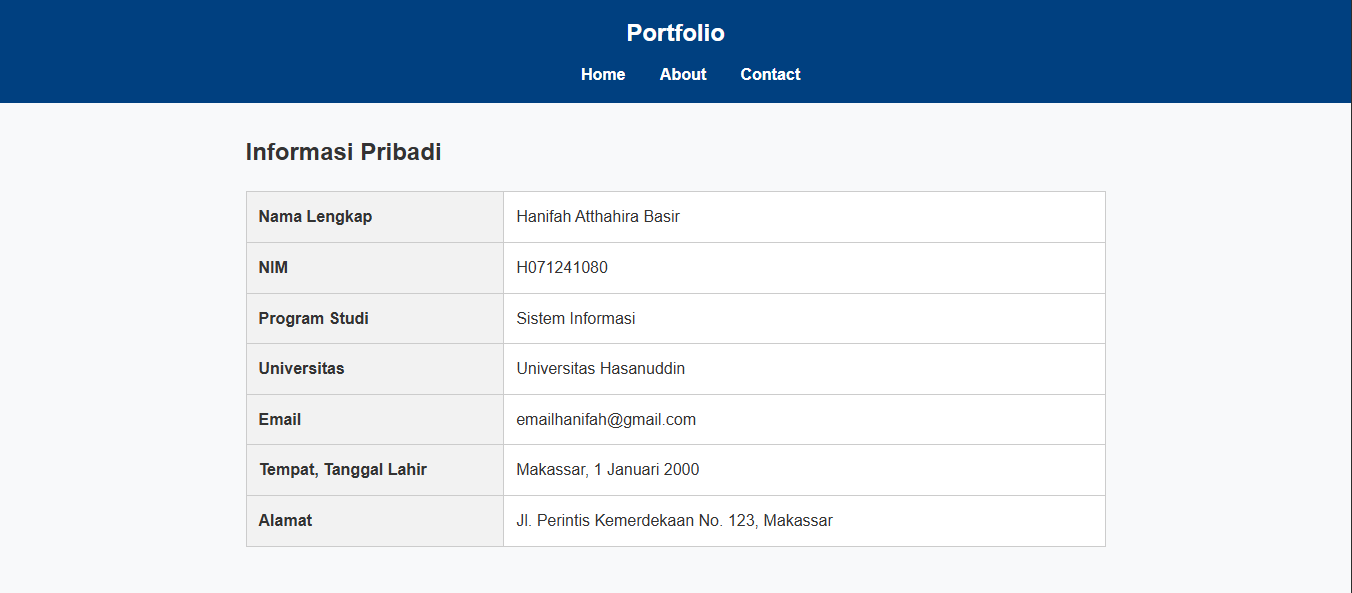 Portfolio
Home About Contact
Informasi Pribadi
Nama Lengkap Hanifah Atthahira Basir
NIM H071241080
Program Studi Sistem Informasi
Universitas Universitas Hasanuddin
Email emailhanifah@gmail.com
Tempat, Tanggal Lahir Makassar, 1 Januari 2000
Alamat Jl. Perintis Kemerdekaan No. 123, Makassar